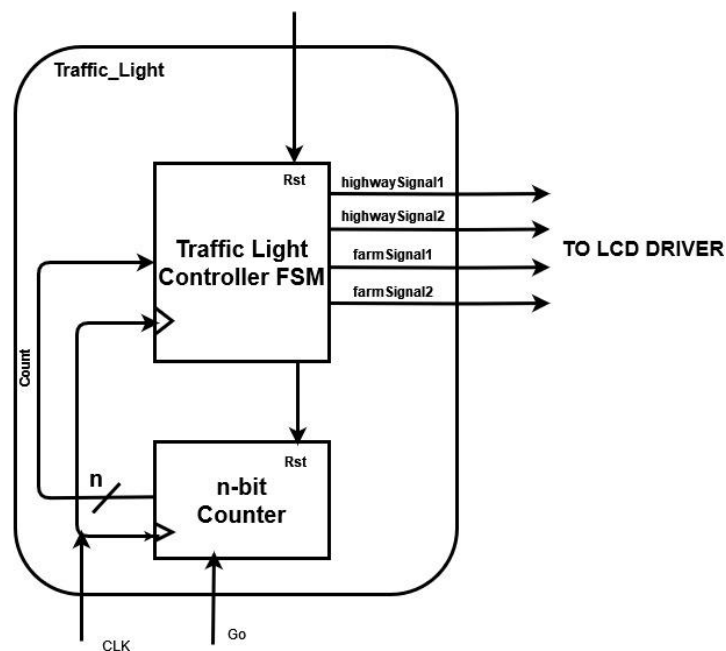 Traffic_Light
Rst
highwaySignal1
highwaySignal2
farmSignal1
farmSignal2
TO LCD DRIVER
Traffic Light
Controller FSM
Count
n
Rst
n-bit
Counter
CLK
Go